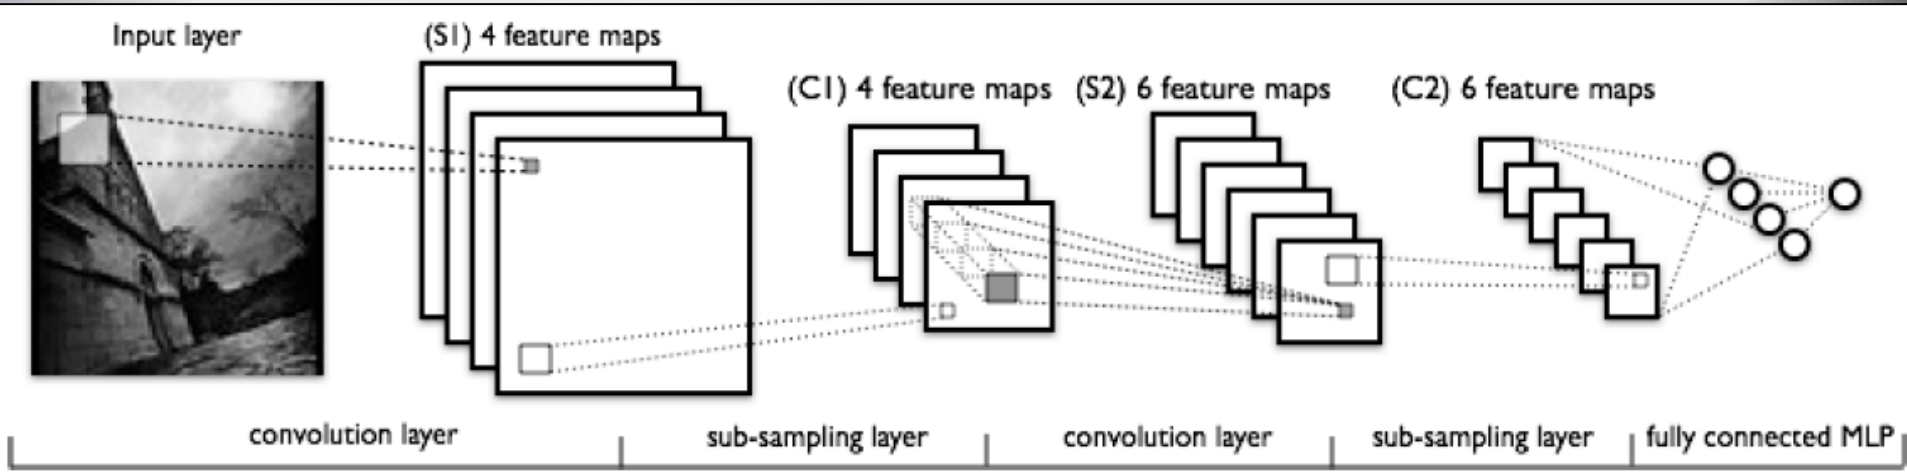 Input layer
(S1) 4 feature maps
(C1) 4 feature maps
(S2) 6 feature maps
(C2) 6 feature maps
convolution layer
sub-sampling layer
convolution layer
sub-sampling layer
fully connected MLP